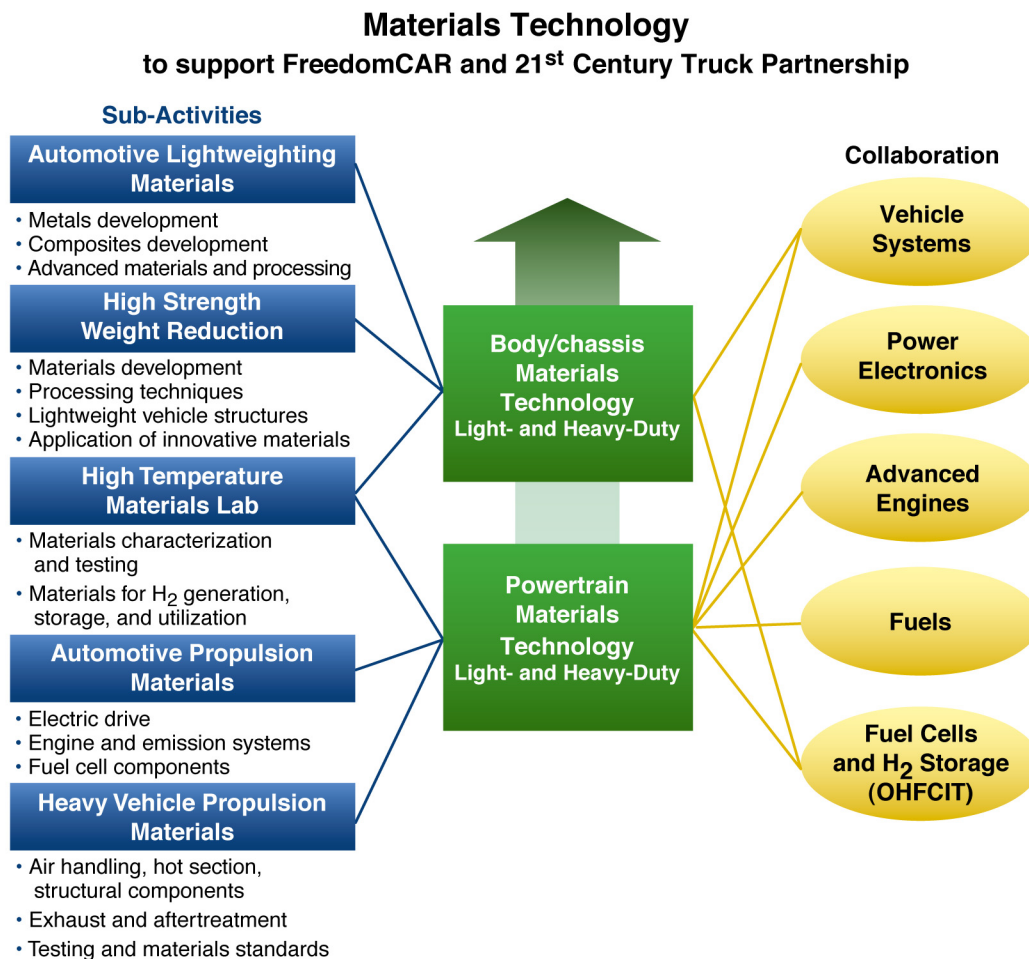 Materials Technology
to support FreedomCAR and 21st Century Truck Partnership
Sub-Activities
Automotive Lightweighting
Materials
• Metals development
• Composites development
• Advanced materials and processing
High Strength
Weight Reduction
• Materials development
• Processing techniques
• Lightweight vehicle structures
• Application of innovative materials
High Temperature
Materials Lab
• Materials characterization
and testing
• Materials for H2 generation,
storage, and utilization
Automotive Propulsion
Materials
• Electric drive
• Engine and emission systems
• Fuel cell components
Heavy Vehicle Propulsion
Materials
• Air handling, hot section,
structural components
• Exhaust and aftertreatment
• Testing and materials standards
Body/chassis
Materials
Technology
Light- and Heavy-Duty
Powertrain
Materials
Technology
Light- and Heavy-Duty
Collaboration
Vehicle
Systems
Power
Electronics
Advanced
Engines
Fuels
Fuel Cells
and H2 Storage
(OHFCIT)